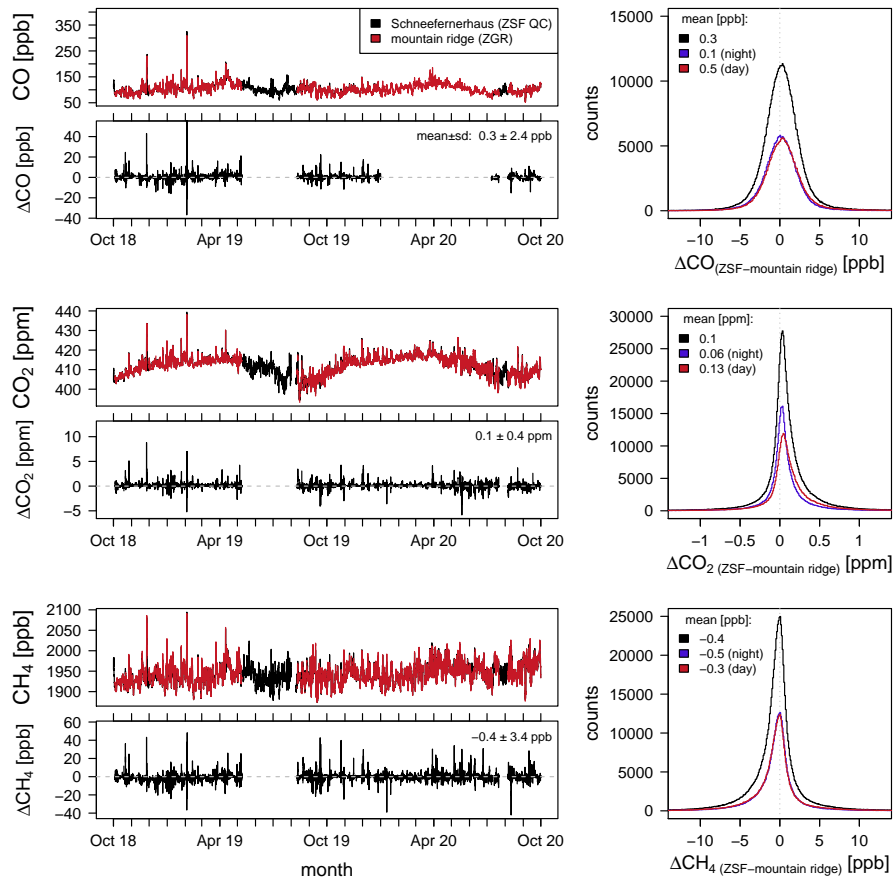 CO [ppb]
350
300
250
200
150
100
50
Schneefernerhaus (ZSF QC)
mountain ridge (ZGR)
ΔCO [ppb]
40
20
0
−20
−40
mean±sd: 0.3 ± 2.4 ppb
Oct 18 Apr 19 Oct 19 Apr 20 Oct 20
counts
15000
10000
5000
0
mean [ppb]:
0.3
0.1 (night)
0.5 (day)
−10 −5 0 5 10
ΔCO(ZSF−mountain ridge) [ppb]
CO2 [ppm]
440
430
420
410
400
ΔCO2 [ppm]
10
5
0
−5
0.1 ± 0.4 ppm
Oct 18 Apr 19 Oct 19 Apr 20 Oct 20
counts
30000
25000
20000
15000
10000
5000
0
mean [ppm]:
0.1
0.06 (night)
0.13 (day)
−1 0 0.5 1
ΔCO2 (ZSF−mountain ridge) [ppm]
CH4 [ppb]
2100
2050
2000
1950
1900
ΔCH4 [ppb]
60
40
20
0
−20
−40
−0.4 ± 3.4 ppb
Oct 18 Apr 19 Oct 19 Apr 20 Oct 20
month
counts
25000
20000
15000
10000
5000
0
mean [ppb]:
−0.4
−0.5 (night)
−0.3 (day)
−10 −5 0 5 10
ΔCH4 (ZSF−mountain ridge) [ppb]